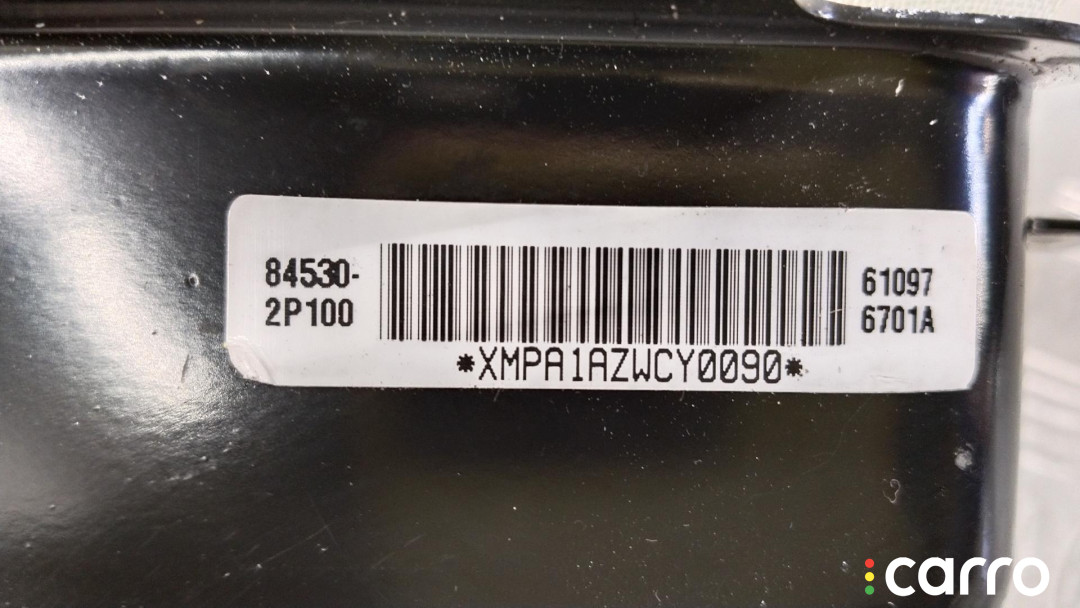 84530-
2P100
61097
6701A
*XMPA1AZWCY0090*
carro